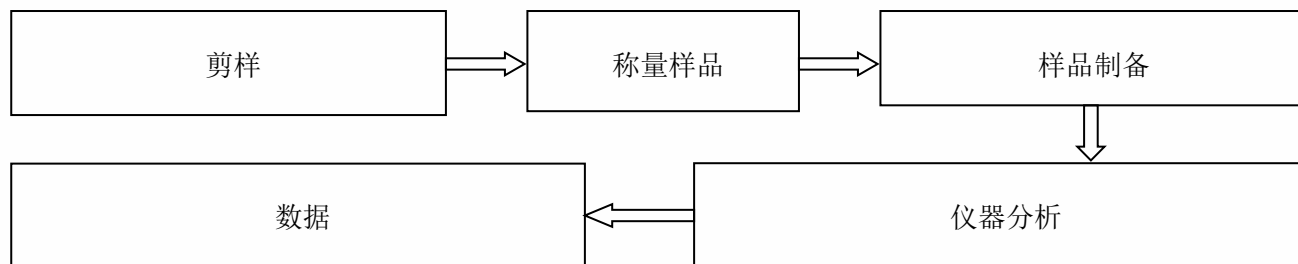 剪样
称量样品
样品制备
仪器分析
数据